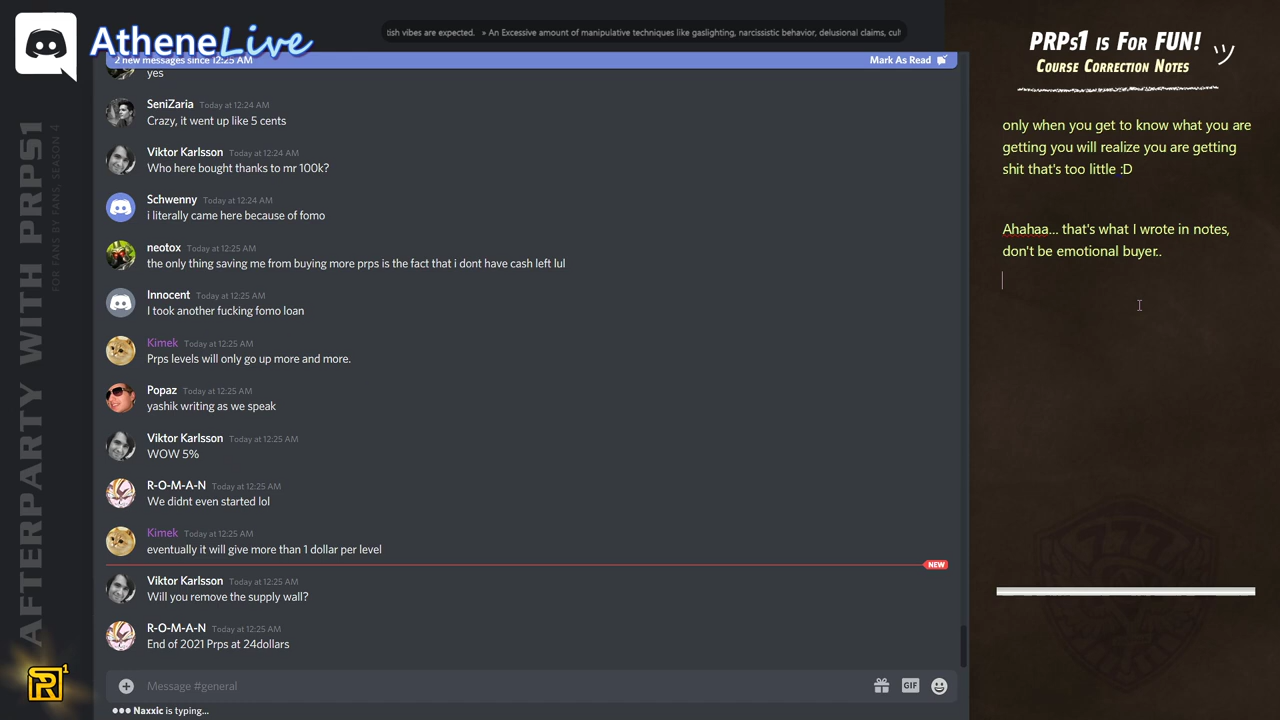 AtheneLive
tish vibes are expected. » An Excessive amount of manipulative techniques like gaslighting, narcissistic behavior, delusional claims, cul
2 new messages since 12:25 AM
Mark As Read
yes
SeniZaria Today at 12:24 AM
Crazy, it went up like 5 cents
Viktor Karlsson Today at 12:24 AM
Who here bought thanks to mr 100k?
Schwenny Today at 12:24 AM
i literally came here because of fomo
neotox Today at 12:25 AM
the only thing saving me from buying more prps is the fact that i dont have cash left lul
Innocent Today at 12:25 AM
I took another fucking fomo loan
Kimek Today at 12:25 AM
Prps levels will only go up more and more.
Popaz Today at 12:25 AM
yashik writing as we speak
Viktor Karlsson Today at 12:25 AM
WOW 5%
R-O-M-A-N Today at 12:25 AM
We didnt even started lol
Kimek Today at 12:25 AM
eventually it will give more than 1 dollar per level
NEW
Viktor Karlsson Today at 12:25 AM
Will you remove the supply wall?
R-O-M-A-N Today at 12:25 AM
End of 2021 Prps at 24dollars
Message #general
GIF
Naxxic is typing...
AFTERPARTY WITH PRPS1
FOR FANS BY FANS, SEASON 4
R1
PRPs1 is For FUN!
Course Correction Notes
ツ
only when you get to know what you are
getting you will realize you are getting
shit that's too little :D
Ahahaa... that's what I wrote in notes,
don't be emotional buyer..